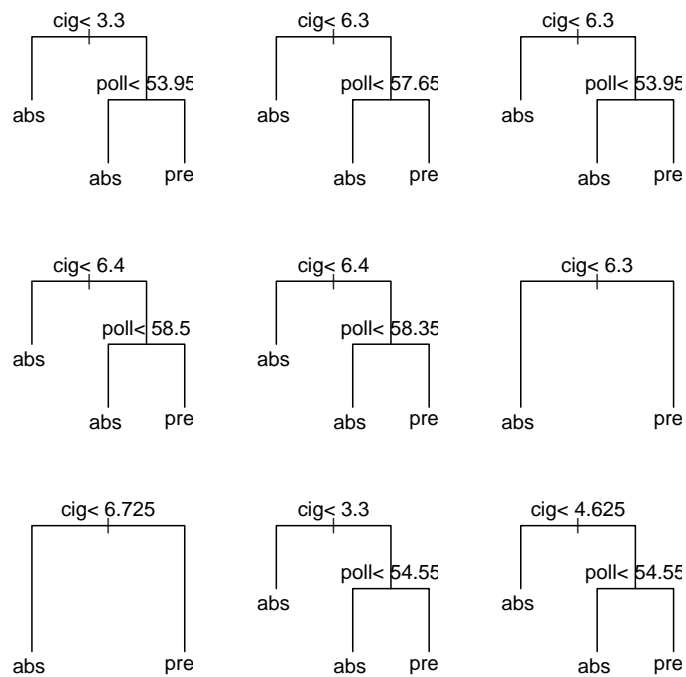 cig< 3.3
cig< 6.3
cig< 6.3
poll< 53.95
poll< 57.65
poll< 53.95
abs
abs
abs
abs
pre
abs
pre
abs
pre
cig< 6.4
cig< 6.4
cig< 6.3
poll< 58.5
poll< 58.35
abs
abs
abs
pre
abs
pre
abs
pre
cig< 6.725
cig< 3.3
cig< 4.625
poll< 54.55
poll< 54.55
abs
abs
abs
pre
abs
pre
abs
pre